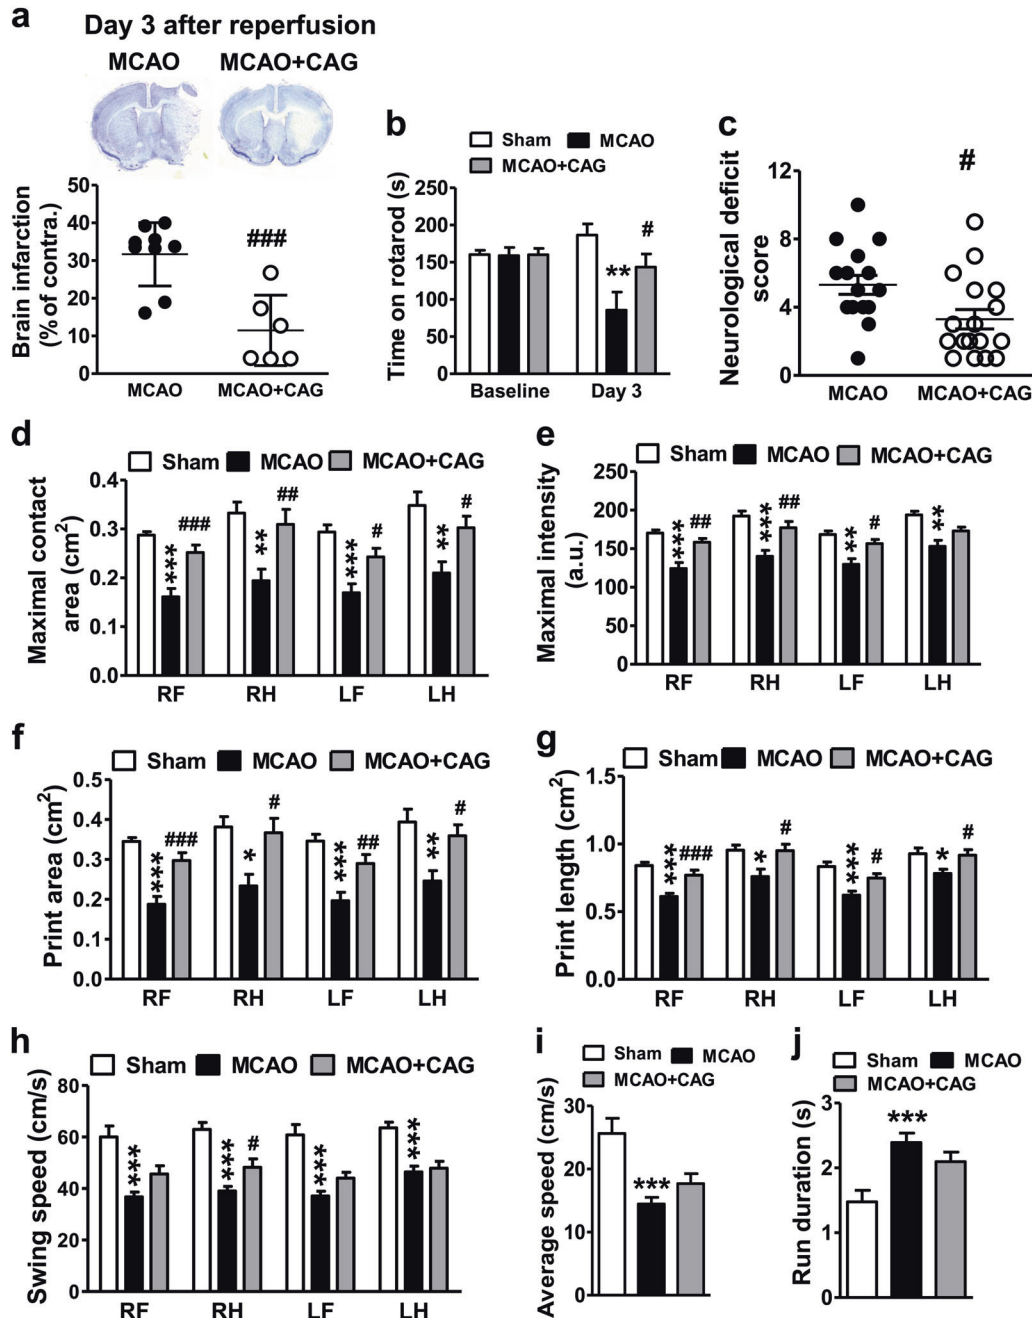 a
Day 3 after reperfusion
MCAO MCAO+CAG
Brain infarction
(% of contra.)
50
40
30
20
10
0
###
MCAO MCAO+CAG
b
Sham MCAO
MCAO+CAG
Time on rotarod (s)
250
200
150
100
50
0
**
#
Baseline Day 3
c
Neurological deficit
score
12
8
4
0
#
MCAO MCAO+CAG
d
Sham MCAO MCAO+CAG
Maximal contact
area (cm2)
0.4
0.3
0.2
0.1
0.0
*** ### ** ## *** # ** #
RF RH LF LH
e
Sham MCAO MCAO+CAG
Maximal intensity
(a.u.)
250
200
150
100
50
0
*** ## *** ## ** # **
RF RH LF LH
f
Sham MCAO MCAO+CAG
Print area (cm2)
0.5
0.4
0.3
0.2
0.1
0.0
*** ### * # *** ## ** #
RF RH LF LH
g
Sham MCAO MCAO+CAG
Print length (cm2)
1.5
1.0
0.5
0.0
*** ### * # *** # * #
RF RH LF LH
h
Sham MCAO MCAO+CAG
Swing speed (cm/s)
80
60
40
20
0
*** *** # *** ***
RF RH LF LH
i
Sham MCAO
MCAO+CAG
Average speed (cm/s)
30
20
10
0
***
j
Sham MCAO
MCAO+CAG
Run duration (s)
3
2
1
0
***